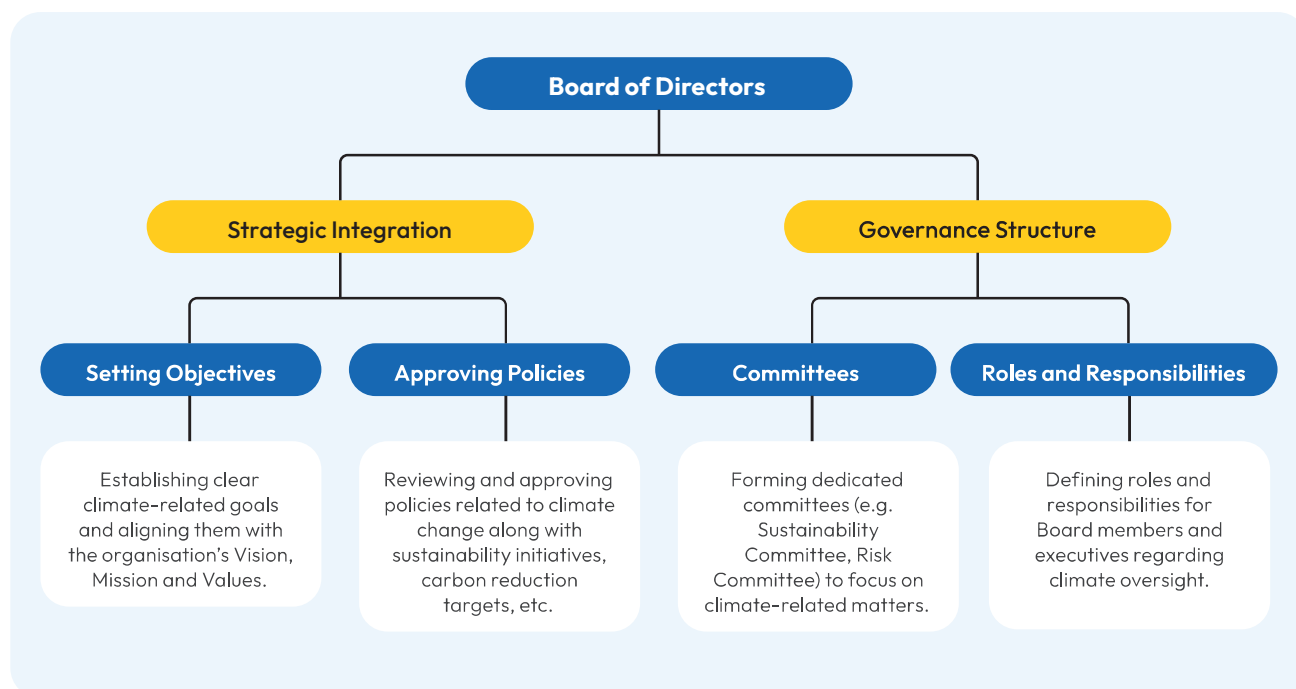 Board of Directors
Strategic Integration
Governance Structure
Setting Objectives
Approving Policies
Committees
Roles and Responsibilities
Establishing clear
climate-related goals
and aligning them with
the organisation’s Vision,
Mission and Values.
Reviewing and approving
policies related to climate
change along with
sustainability initiatives,
carbon reduction
targets, etc.
Forming dedicated
committees (e.g.
Sustainability
Committee, Risk
Committee) to focus on
climate-related matters.
Defining roles and
responsibilities for
Board members and
executives regarding
climate oversight.